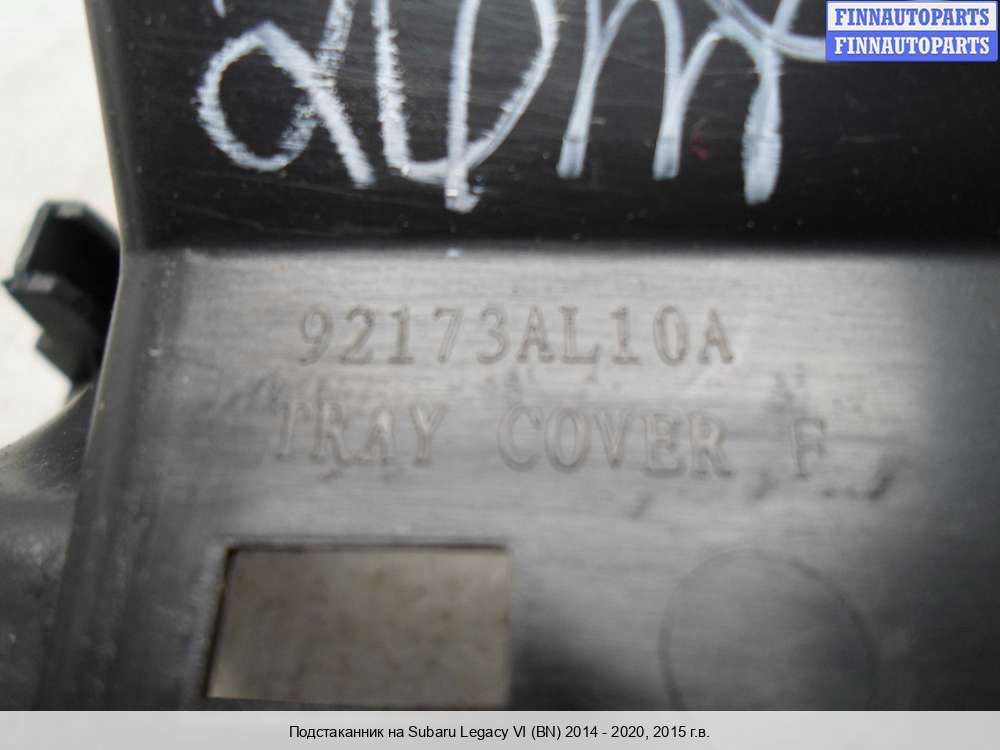 FINNAUTOPARTS
FINNAUTOPARTS
92173AL10A
TRAY COVER F
Подстаканник на Subaru Legacy VI (BN) 2014 - 2020, 2015 г.в.